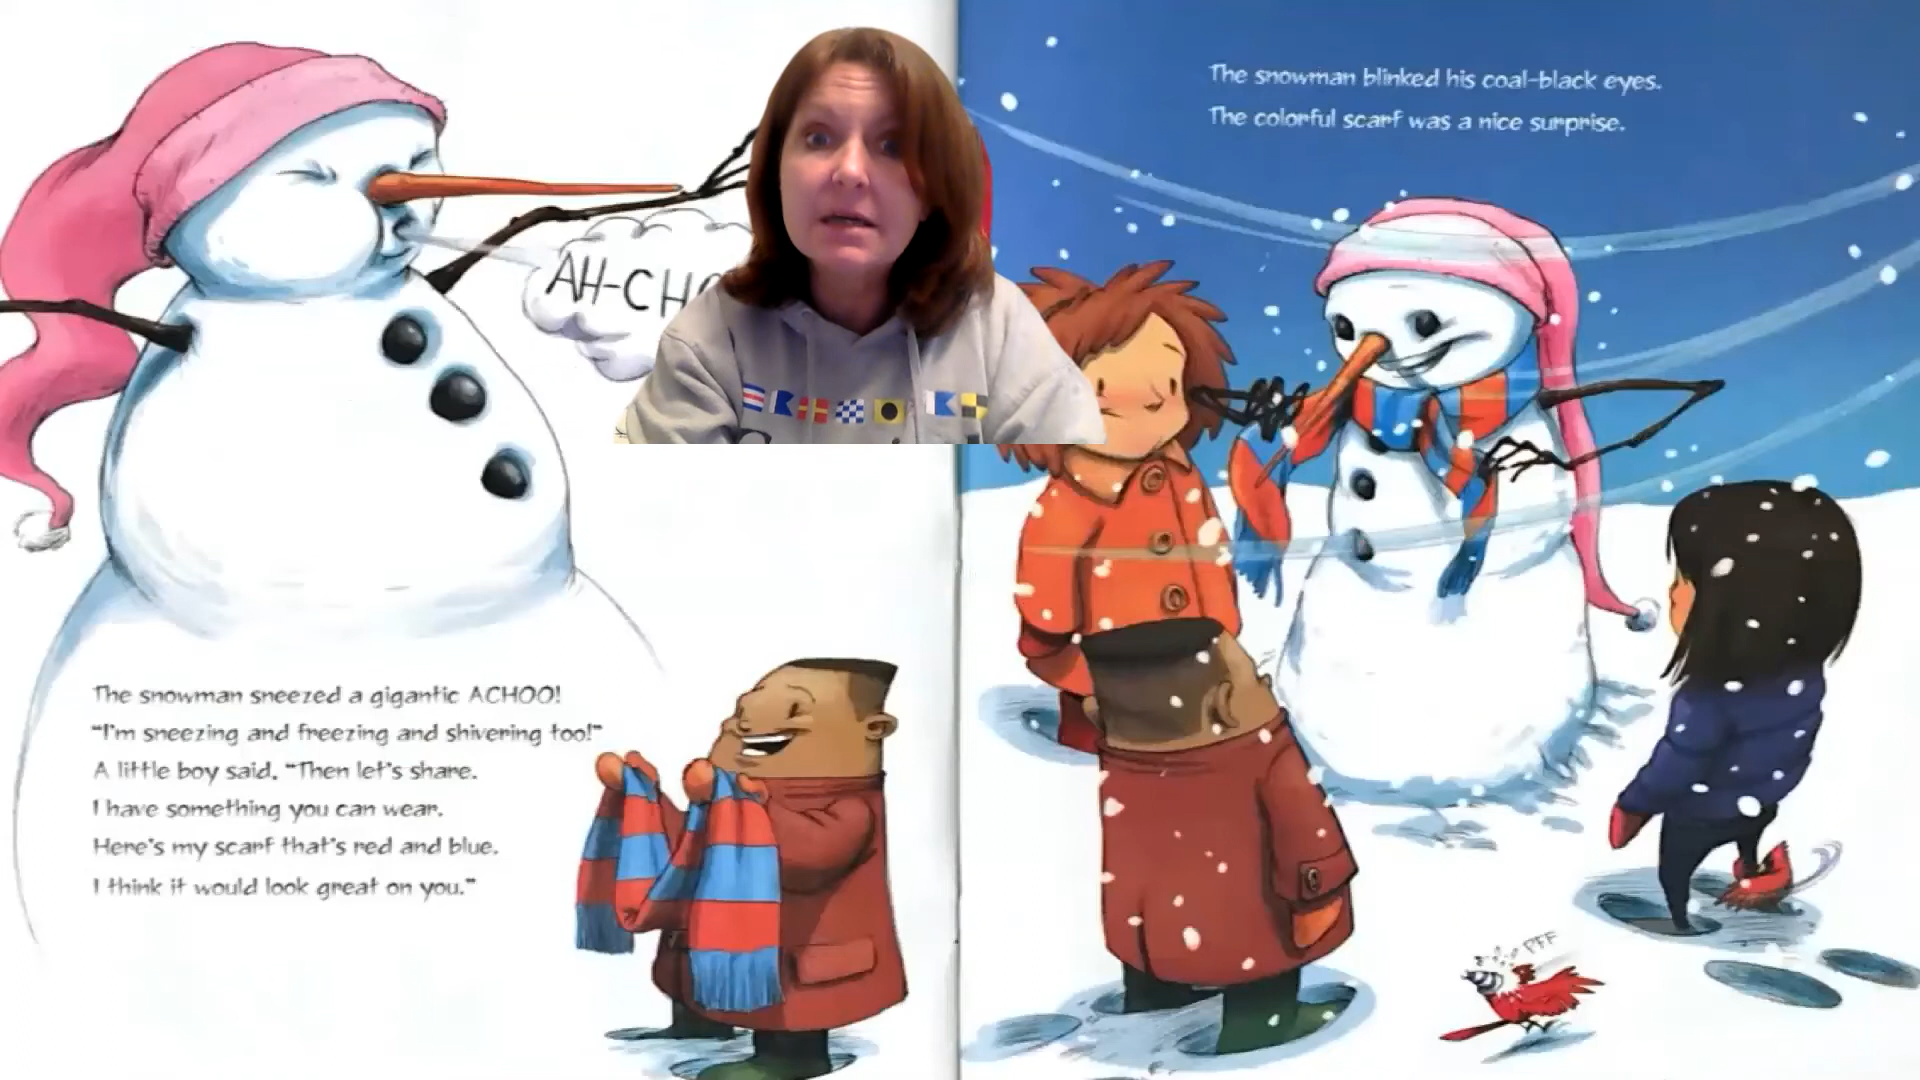 AH-CHO
The snowman sneezed a gigantic ACHOO!
"I'm sneezing and freezing and shivering too!"
A little boy said, "Then let's share.
I have something you can wear.
Here's my scarf that's red and blue.
I think it would look great on you."
The snowman blinked his coal-black eyes.
The colorful scarf was a nice surprise.
PFF